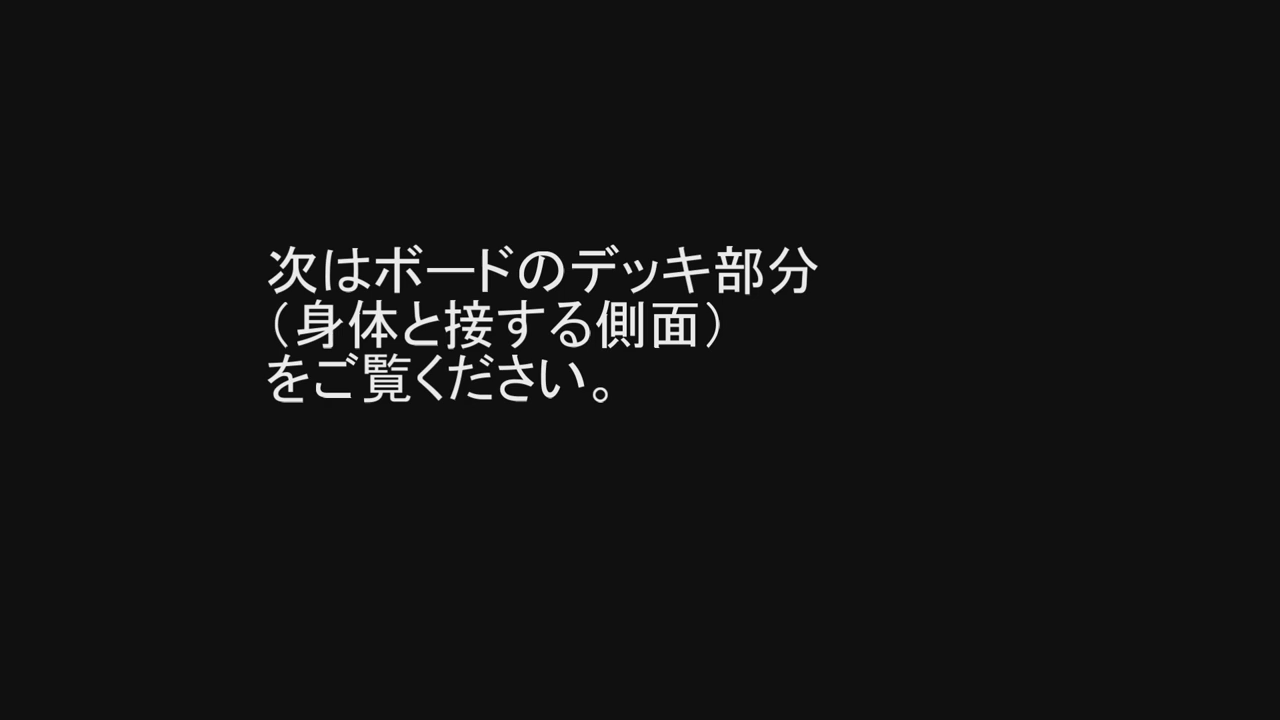 次はボードのデッキ部分
（身体と接する側面）
をご覧ください。